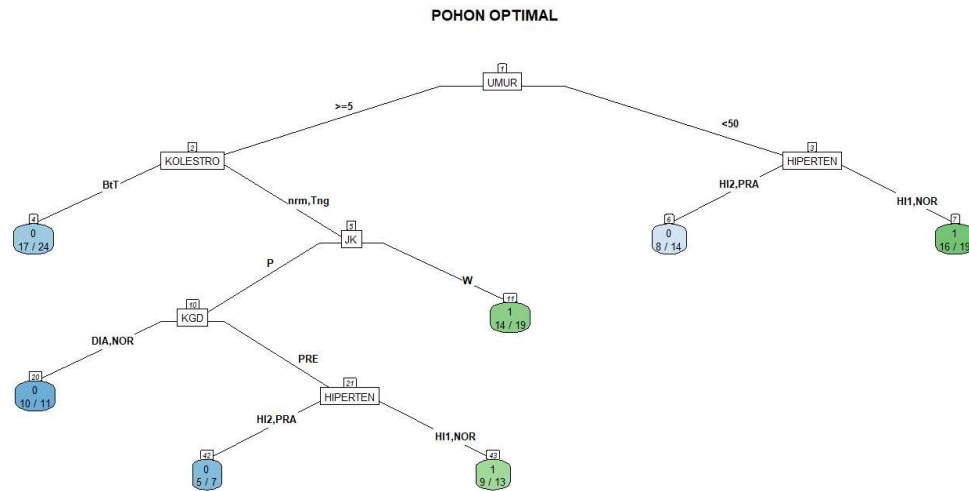 POHON OPTIMAL
1
UMUR
>=5
<50
2
KOLESTRO
3
HIPERTEN
BtT
nrm,Tng
HI2,PRA
HI1,NOR
4
0
17 / 24
5
JK
6
0
8 / 14
7
1
16 / 19
P
W
10
KGD
11
1
14 / 19
DIA,NOR
PRE
20
0
10 / 11
21
HIPERTEN
HI2,PRA
HI1,NOR
42
0
5 / 7
43
1
9 / 13